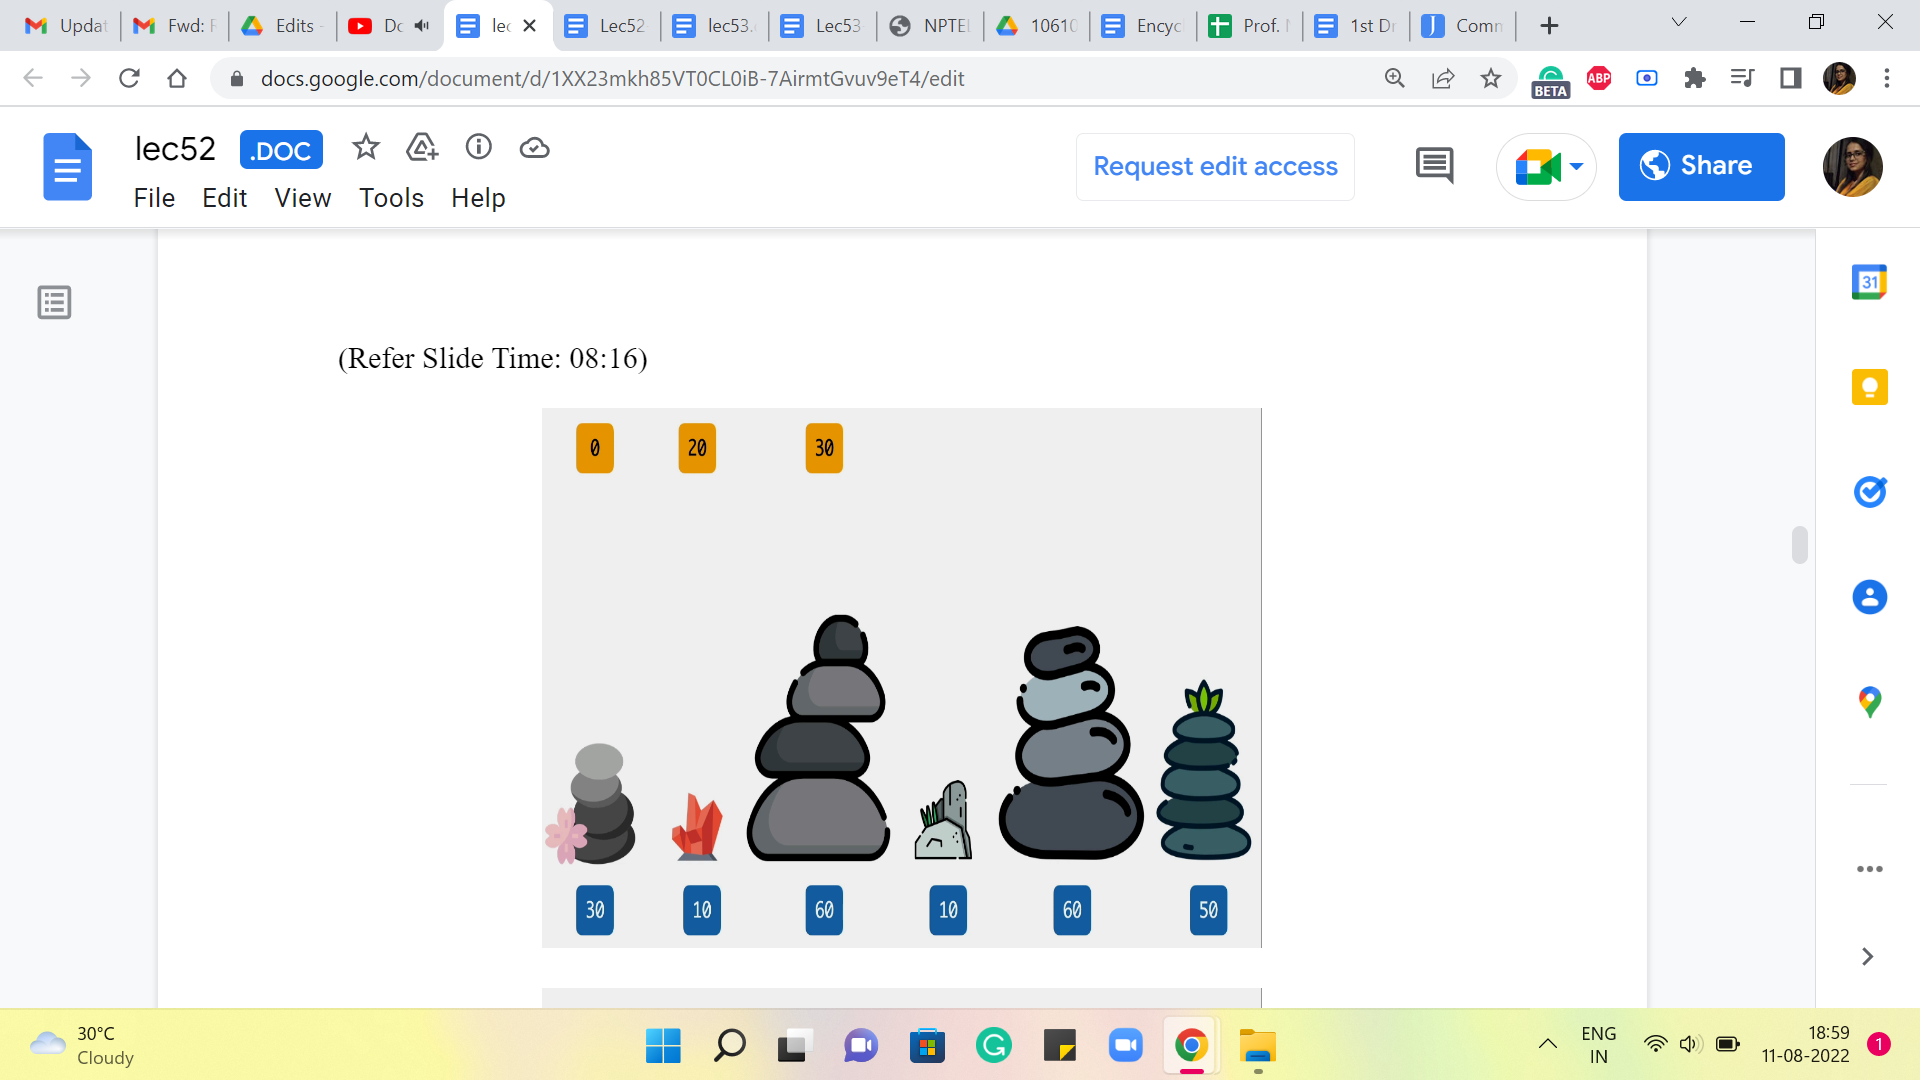 Updat
Fwd: F
Edits -
Dc
lec
Lec52
lec53.
Lec53
NPTEL
10610
Encyc
Prof.
1st Dr
Comm
docs.google.com/document/d/1XX23mkh85VT0CL0iB-7AirmtGvuv9eT4/edit
ABP
BETA
lec52
.DOC
Request edit access
Share
File Edit View Tools Help
31
(Refer Slide Time: 08:16)
0 20 30
30 10 60 10 60 50
30°C
Cloudy
ENG
IN
18:59
11-08-2022
1